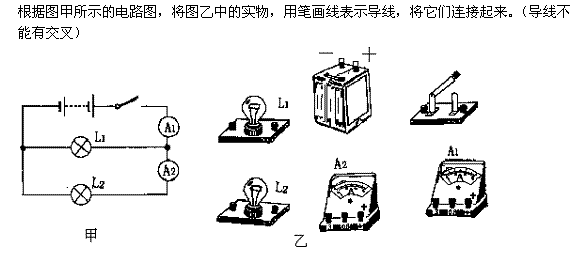 根据图甲所示的电路图，将图乙中的实物，用笔画线表示导线，将它们连接起来。（导线不
能有交叉）
A1
L1
A2
L2
甲
L1
— +
L2
A2
A
+
A1
A
+
乙